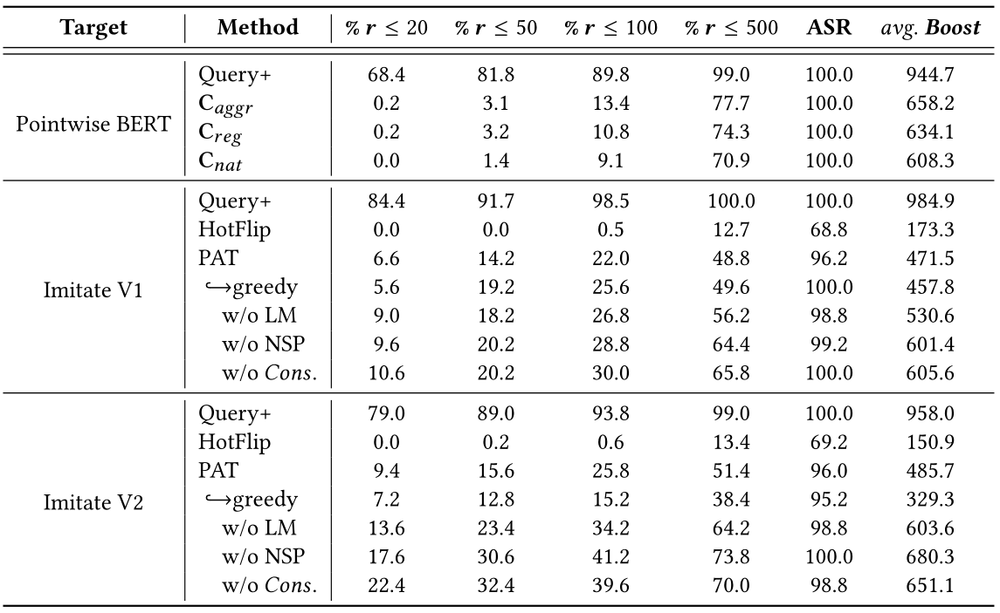 Target Method % r ≤ 20 % r ≤ 50 % r ≤ 100 % r ≤ 500 ASR avg. Boost
Query+ 68.4 81.8 89.8 99.0 100.0 944.7
C_aggr 0.2 3.1 13.4 77.7 100.0 658.2
Pointwise BERT
C_reg 0.2 3.2 10.8 74.3 100.0 634.1
C_nat 0.0 1.4 9.1 70.9 100.0 608.3
Query+ 84.4 91.7 98.5 100.0 100.0 984.9
HotFlip 0.0 0.0 0.5 12.7 68.8 173.3
PAT 6.6 14.2 22.0 48.8 96.2 471.5
Imitate V1 ↪greedy 5.6 19.2 25.6 49.6 100.0 457.8
w/o LM 9.0 18.2 26.8 56.2 98.8 530.6
w/o NSP 9.6 20.2 28.8 64.4 99.2 601.4
w/o Cons. 10.6 20.2 30.0 65.8 100.0 605.6
Query+ 79.0 89.0 93.8 99.0 100.0 958.0
HotFlip 0.0 0.2 0.6 13.4 69.2 150.9
PAT 9.4 15.6 25.8 51.4 96.0 485.7
Imitate V2 ↪greedy 7.2 12.8 15.2 38.4 95.2 329.3
w/o LM 13.6 23.4 34.2 64.2 98.8 603.6
w/o NSP 17.6 30.6 41.2 73.8 100.0 680.3
w/o Cons. 22.4 32.4 39.6 70.0 98.8 651.1